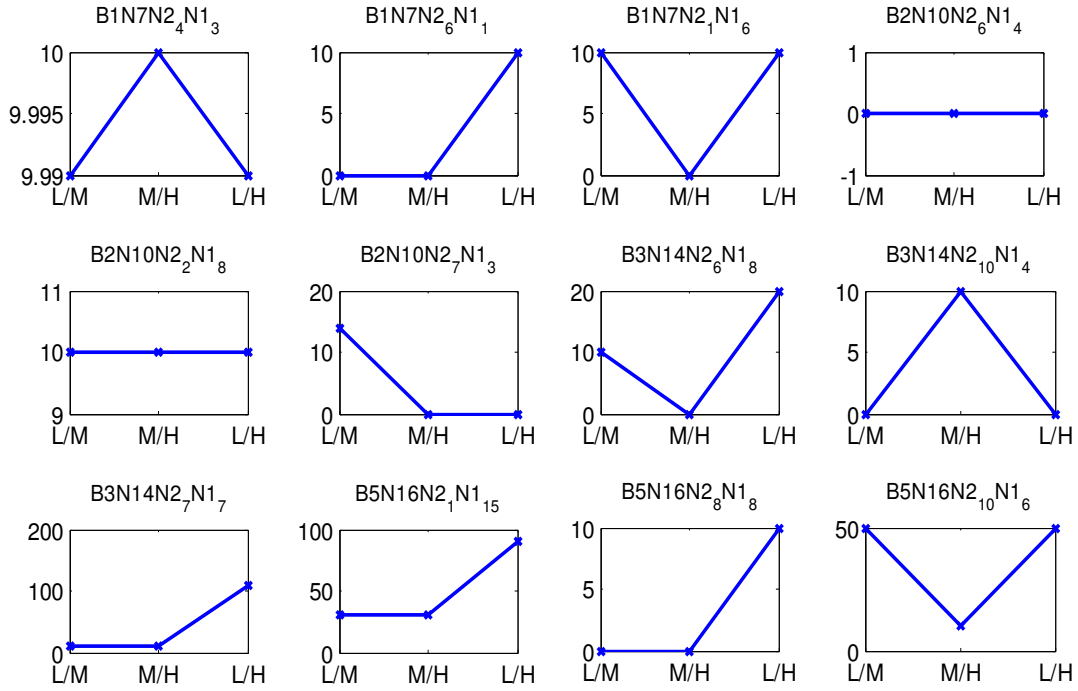 B1N7N2₄N1₃ B1N7N2₆N1₁ B1N7N2₁N1₆ B2N10N2₆N1₄
10 9.995 9.99 L/M M/H L/H
10 5 0 L/M M/H L/H
10 5 0 L/M M/H L/H
1 0 -1 L/M M/H L/H
B2N10N2₂N1₈ B2N10N2₇N1₃ B3N14N2₆N1₈ B3N14N2₁₀N1₄
11 10 9 L/M M/H L/H
20 10 0 L/M M/H L/H
20 10 0 L/M M/H L/H
10 5 0 L/M M/H L/H
B3N14N2₇N1₇ B5N16N2₁N1₁₅ B5N16N2₈N1₈ B5N16N2₁₀N1₆
200 100 0 L/M M/H L/H
100 50 0 L/M M/H L/H
10 5 0 L/M M/H L/H
50 0 L/M M/H L/H